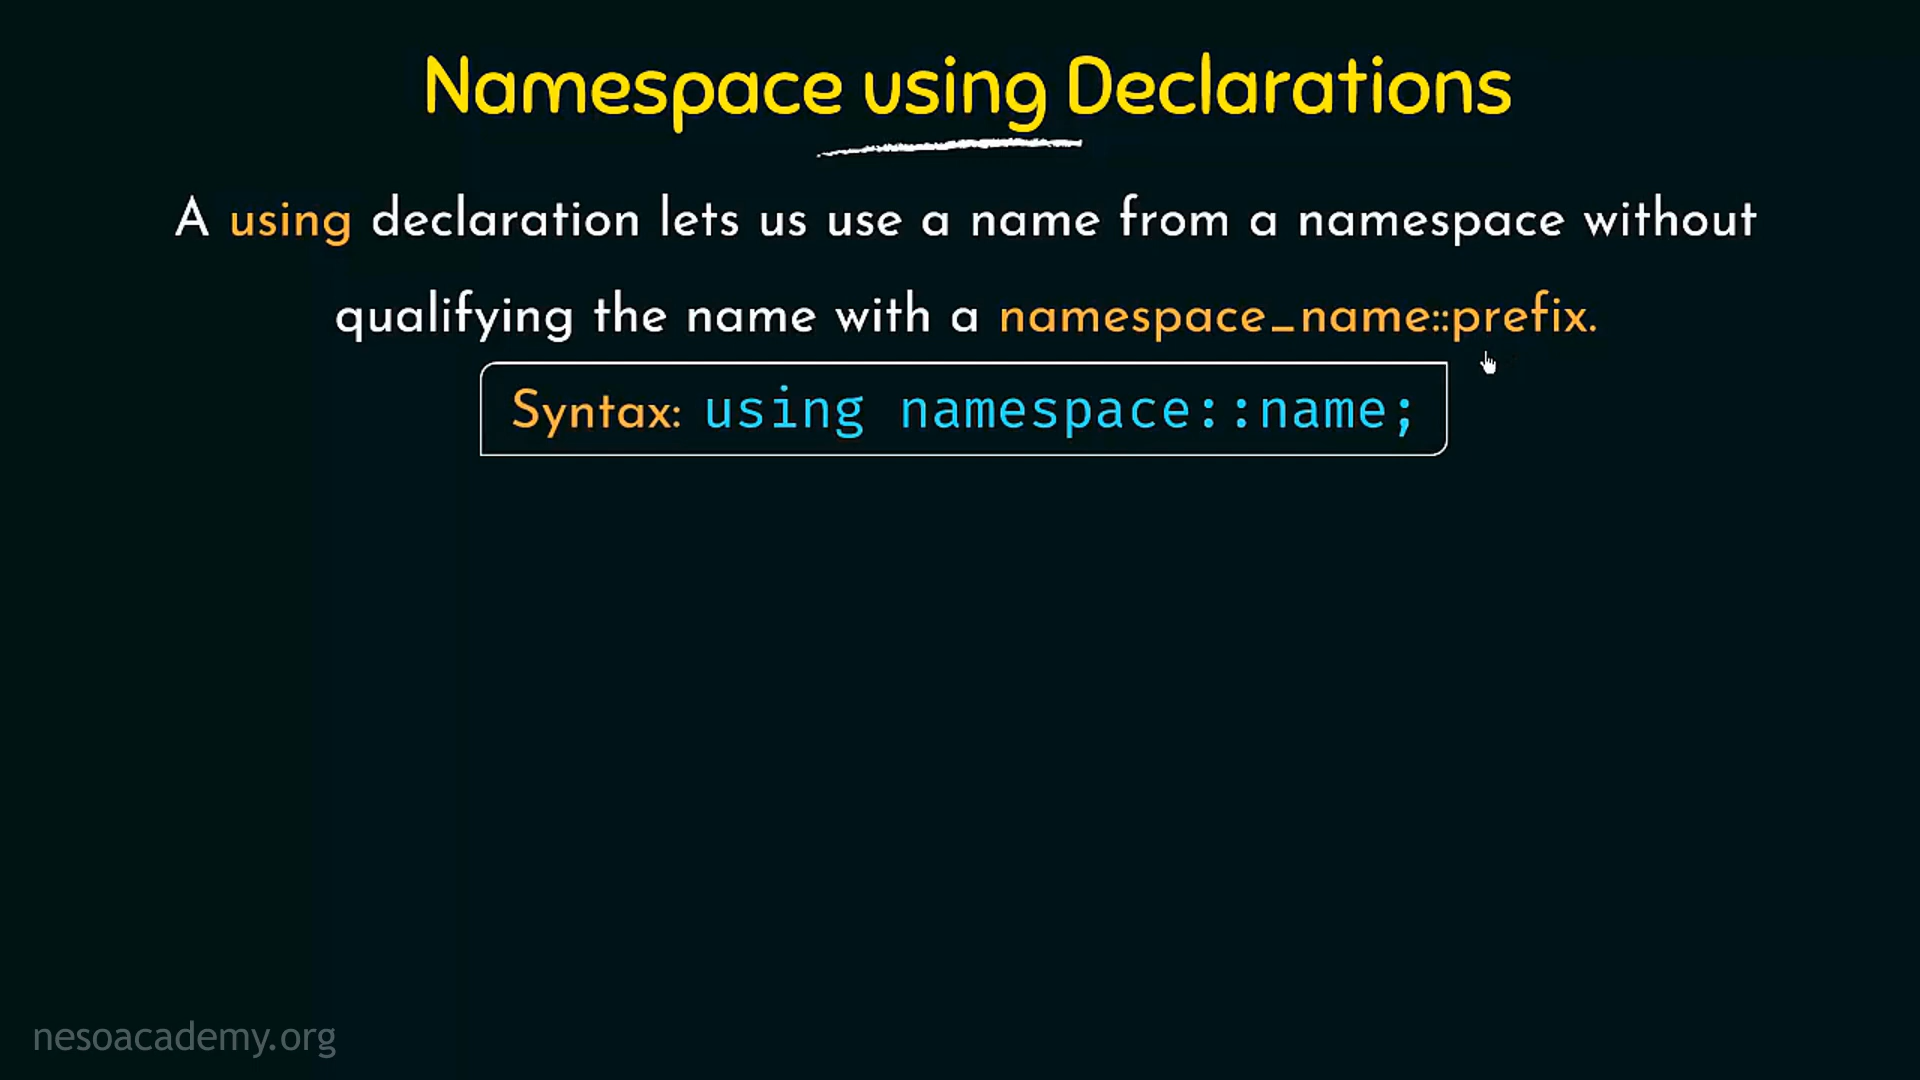 Namespace using Declarations
A using declaration lets us use a name from a namespace without
qualifying the name with a namespace_name::prefix.
Syntax: using namespace::name;
nesoacademy.org